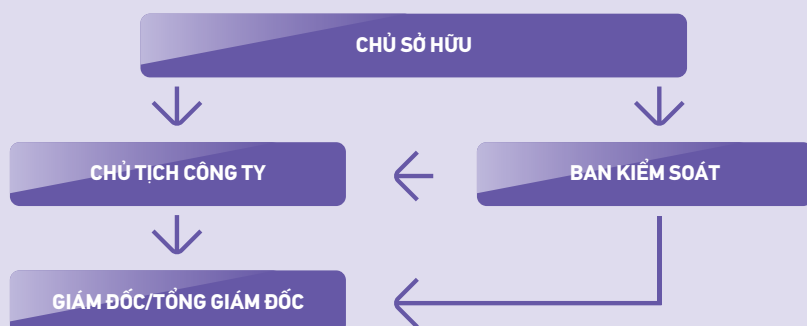 CHỦ SỞ HỮU
CHỦ TỊCH CÔNG TY
BAN KIỂM SOÁT
GIÁM ĐỐC/TỔNG GIÁM ĐỐC